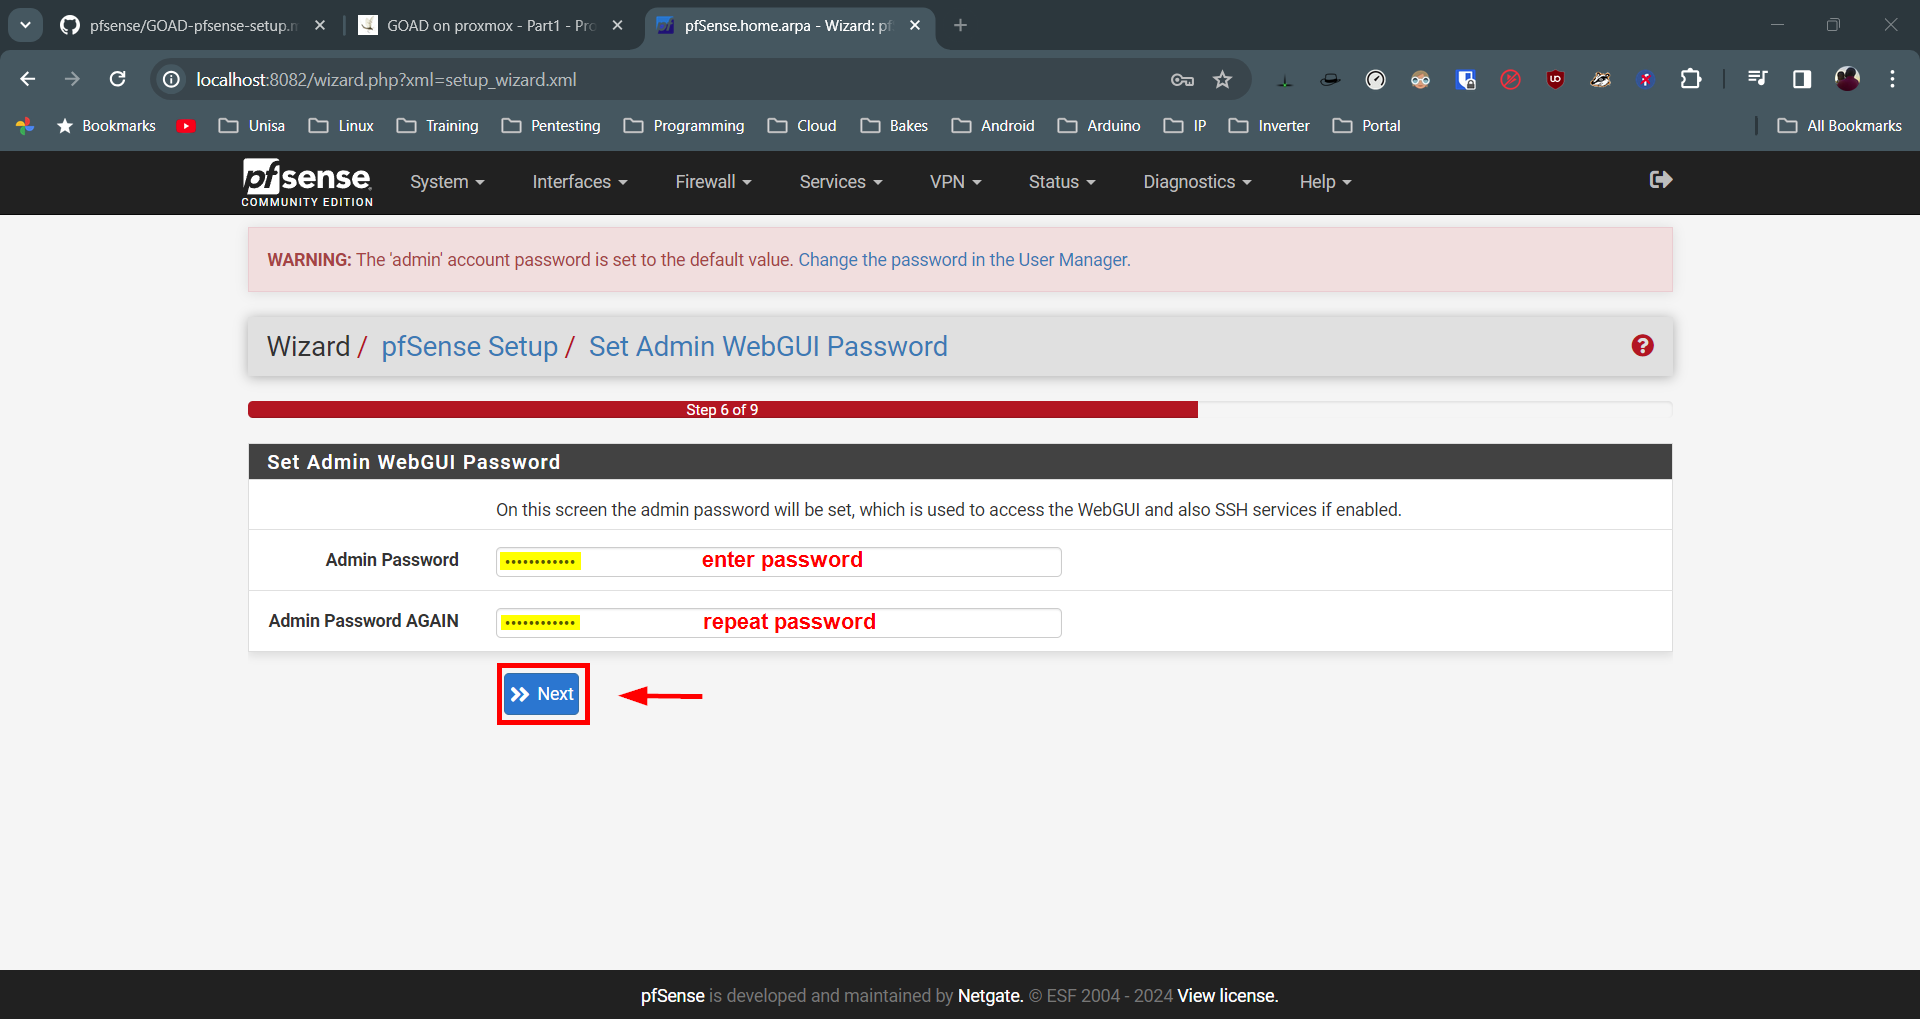 pfsense/GOAD-pfsense-setup.m
GOAD on proxmox - Part1 - Pro
pfSense.home.arpa - Wizard: pf
localhost:8082/wizard.php?xml=setup_wizard.xml
Bookmarks Unisa Linux Training Pentesting Programming Cloud Bakes Android Arduino IP Inverter Portal All Bookmarks
pfsense
COMMUNITY EDITION
System Interfaces Firewall Services VPN Status Diagnostics Help
WARNING: The 'admin' account password is set to the default value. Change the password in the User Manager.
Wizard / pfSense Setup / Set Admin WebGUI Password
Step 6 of 9
Set Admin WebGUI Password
On this screen the admin password will be set, which is used to access the WebGUI and also SSH services if enabled.
Admin Password •••••••••••• enter password
Admin Password AGAIN •••••••••••• repeat password
Next
pfSense is developed and maintained by Netgate. © ESF 2004 - 2024 View license.